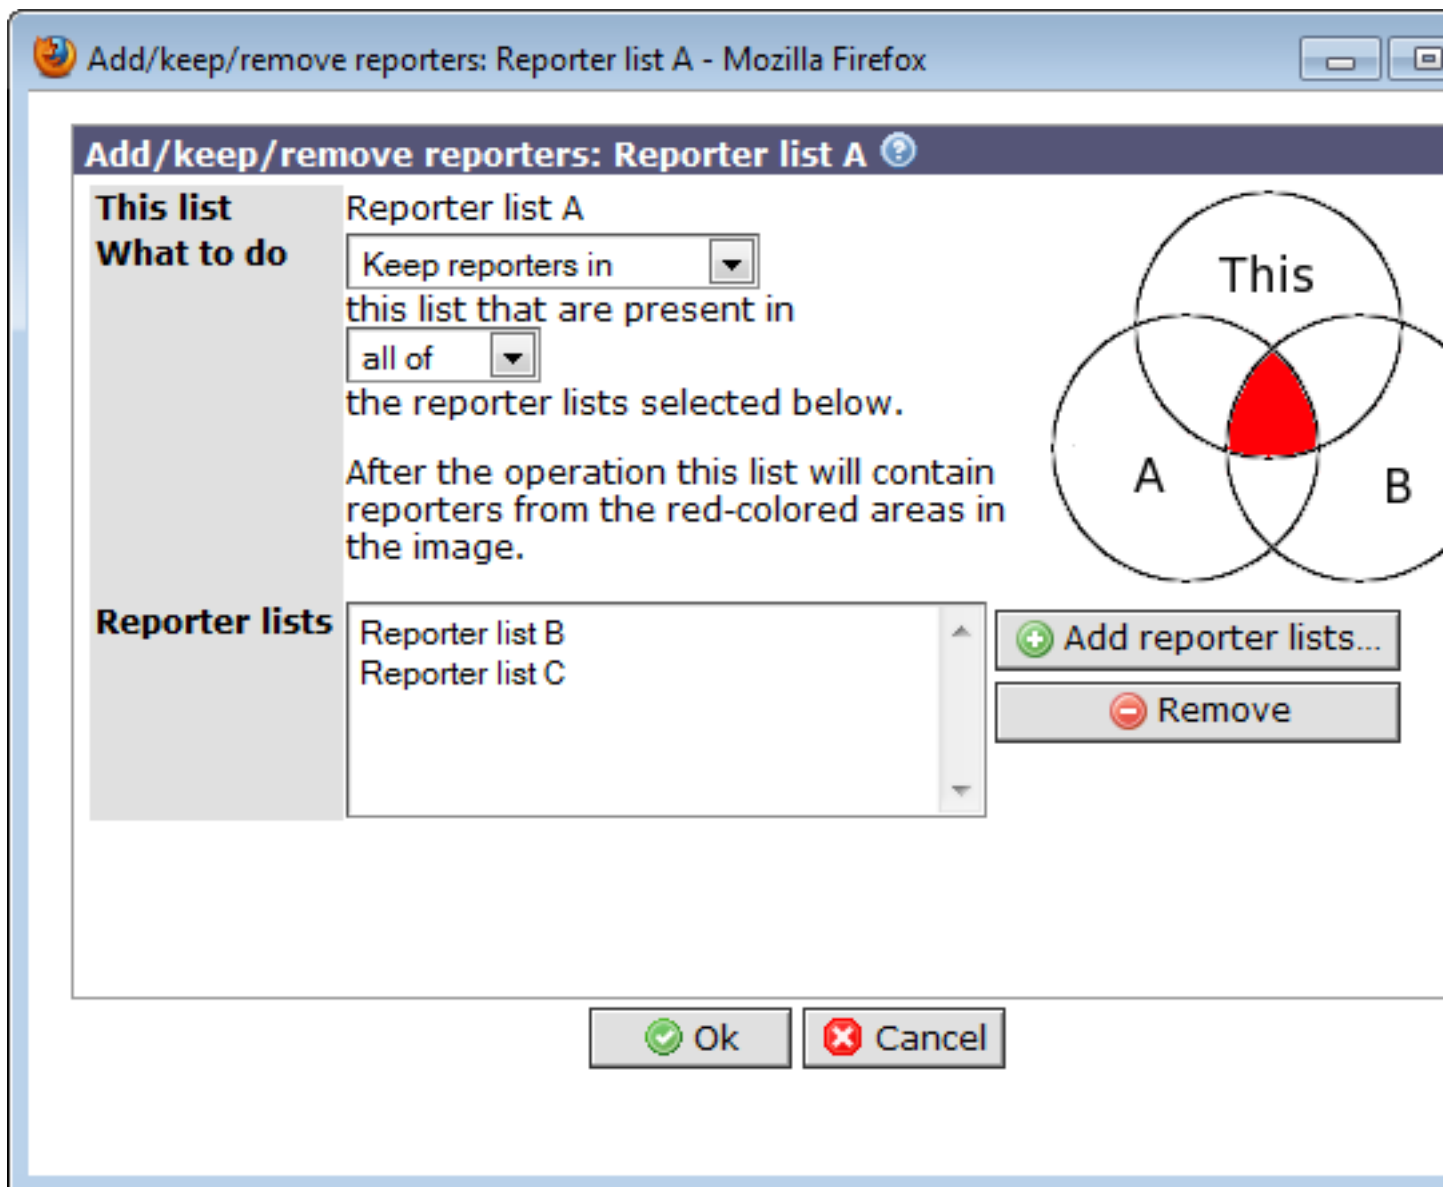 Add/keep/remove reporters: Reporter list A - Mozilla Firefox
Add/keep/remove reporters: Reporter list A
This list
Reporter list A
What to do
Keep reporters in
this list that are present in
all of
the reporter lists selected below.
After the operation this list will contain
reporters from the red-colored areas in
the image.
This
A
B
Reporter lists
Reporter list B
Reporter list C
Add reporter lists...
Remove
Ok
Cancel